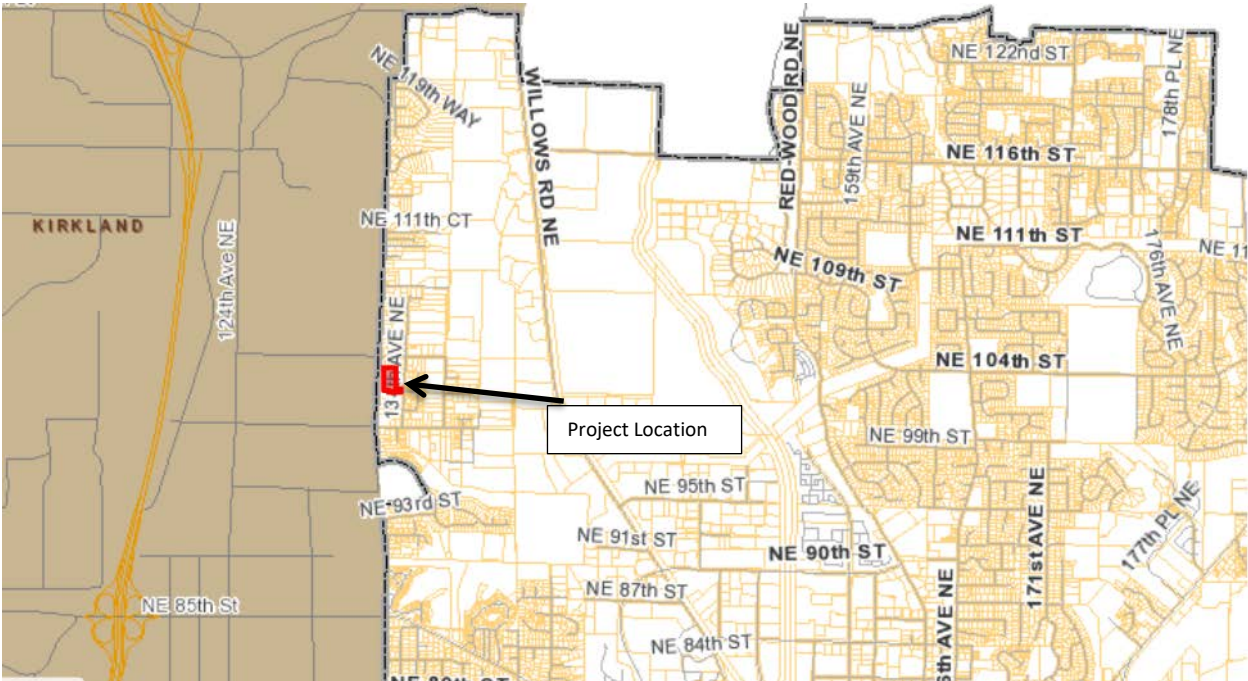 NE 122nd ST
NE 119th WAY
WILLOWS RD NE
RED-WOOD RD NE
159th AVE NE
178th PL NE
NE 116th ST
KIRKLAND
124th Ave NE
NE 111th CT
NE 111th ST
NE 11
NE 109th ST
176th AVE NE
13 AVE NE
NE 104th ST
Project Location
NE 99th ST
NE 93rd ST
NE 95th ST
171st AVE NE
177th PL NE
NE 91st ST
NE 90th ST
NE 85th St
NE 87th ST
NE 84th ST
6th AVE NE